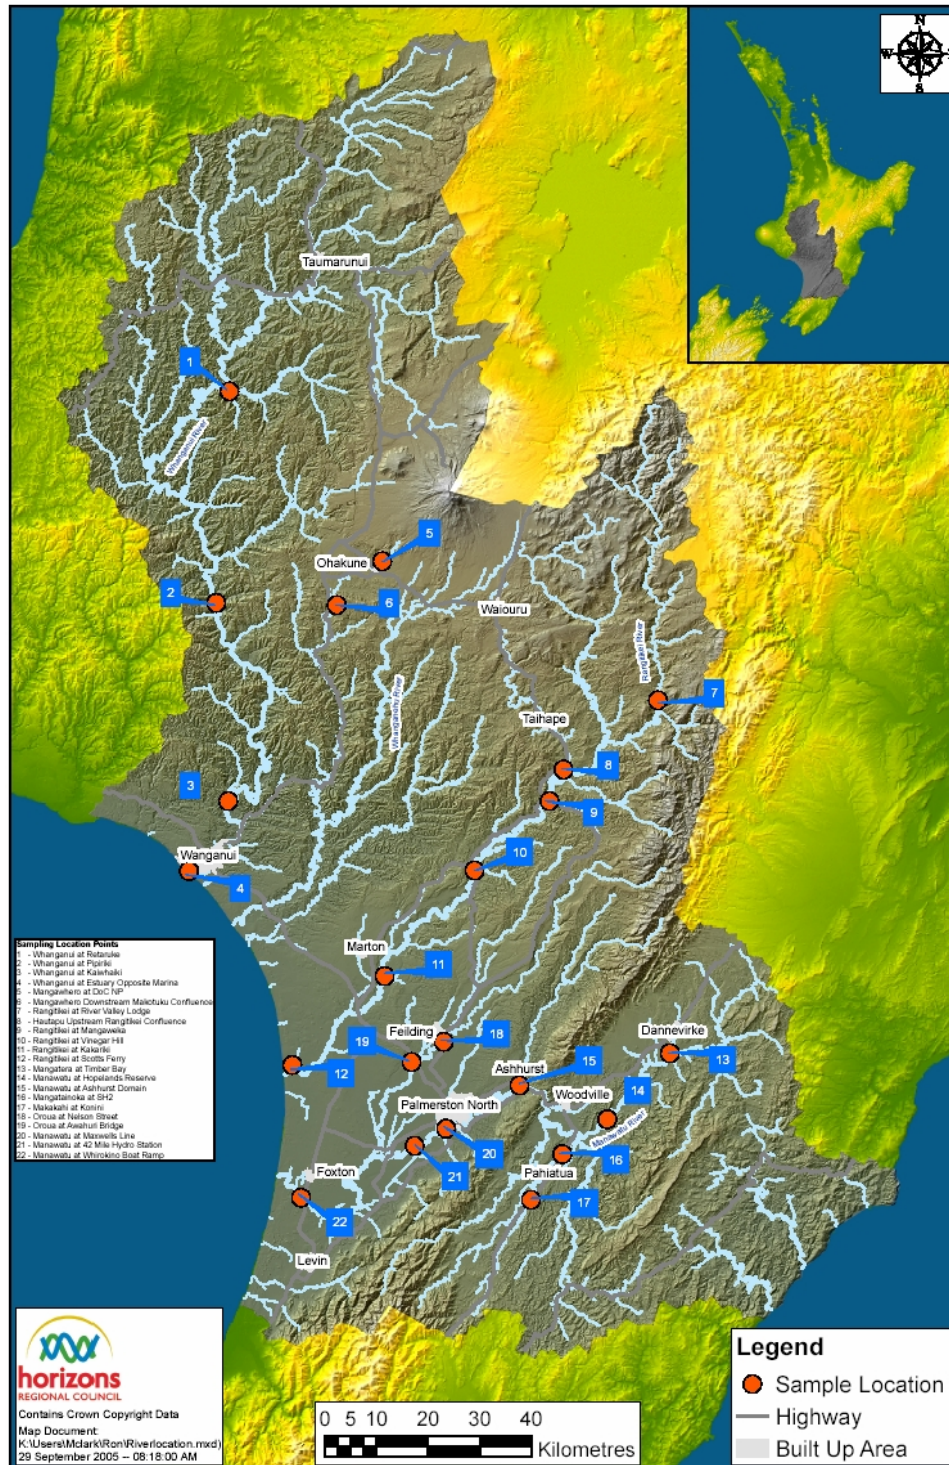 N
W
S
Taumarunui
1
Whanganui River
5
Ohakune
2
6
Waiouru
Rangitikei River
Whangaehu River
7
Taihape
8
3
9
Wanganui
10
4
Marton
11
Sampling Location Points
1 - Whanganui at Retaruke
2 - Whanganui at Pipiriki
3 - Whanganui at Kaiwhaiki
4 - Whanganui at Estuary Opposite Marina
5 - Mangawhero at DoC NP
6 - Mangawhero Downstream Makotuku Confluence
7 - Rangitikei at River Valley Lodge
8 - Hautapu Upstream Rangitikei Confluence
9 - Rangitikei at Mangaweka
10 - Rangitikei at Vinegar Hill
11 - Rangitikei at Kakariki
12 - Rangitikei at Scotts Ferry
13 - Mangatera at Timber Bay
14 - Manawatu at Hopelands Reserve
15 - Manawatu at Ashhurst Domain
16 - Mangatainoka at SH2
17 - Makakahi at Konini
18 - Oroua at Nelson Street
19 - Oroua at Awahuri Bridge
20 - Manawatu at Maxwells Line
21 - Manawatu at 42 Mile Hydro Station
22 - Manawatu at Whirokino Boat Ramp
Feilding
18
19
Dannevirke
13
12
Ashhurst
15
Woodville
14
Palmerston North
Manawatu River
20
16
21
Pahiatua
Foxton
17
22
Levin
horizons
REGIONAL COUNCIL
Contains Crown Copyright Data
Map Document:
K:\Users\Mclark\Ron\Riverlocation.mxd)
29 September 2005 -- 08:18:00 AM
0 5 10 20 30 40
Kilometres
Legend
Sample Location
Highway
Built Up Area